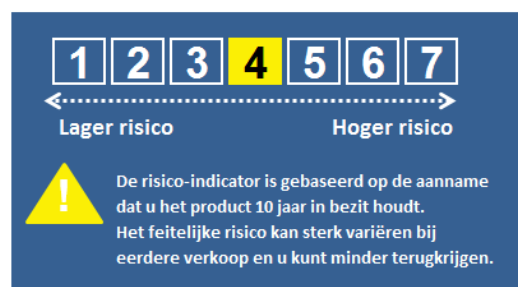 1 2 3 4 5 6 7
Lager risico Hoger risico
! De risico-indicator is gebaseerd op de aanname
dat u het product 10 jaar in bezit houdt.
Het feitelijke risico kan sterk variëren bij
eerdere verkoop en u kunt minder terugkrijgen.